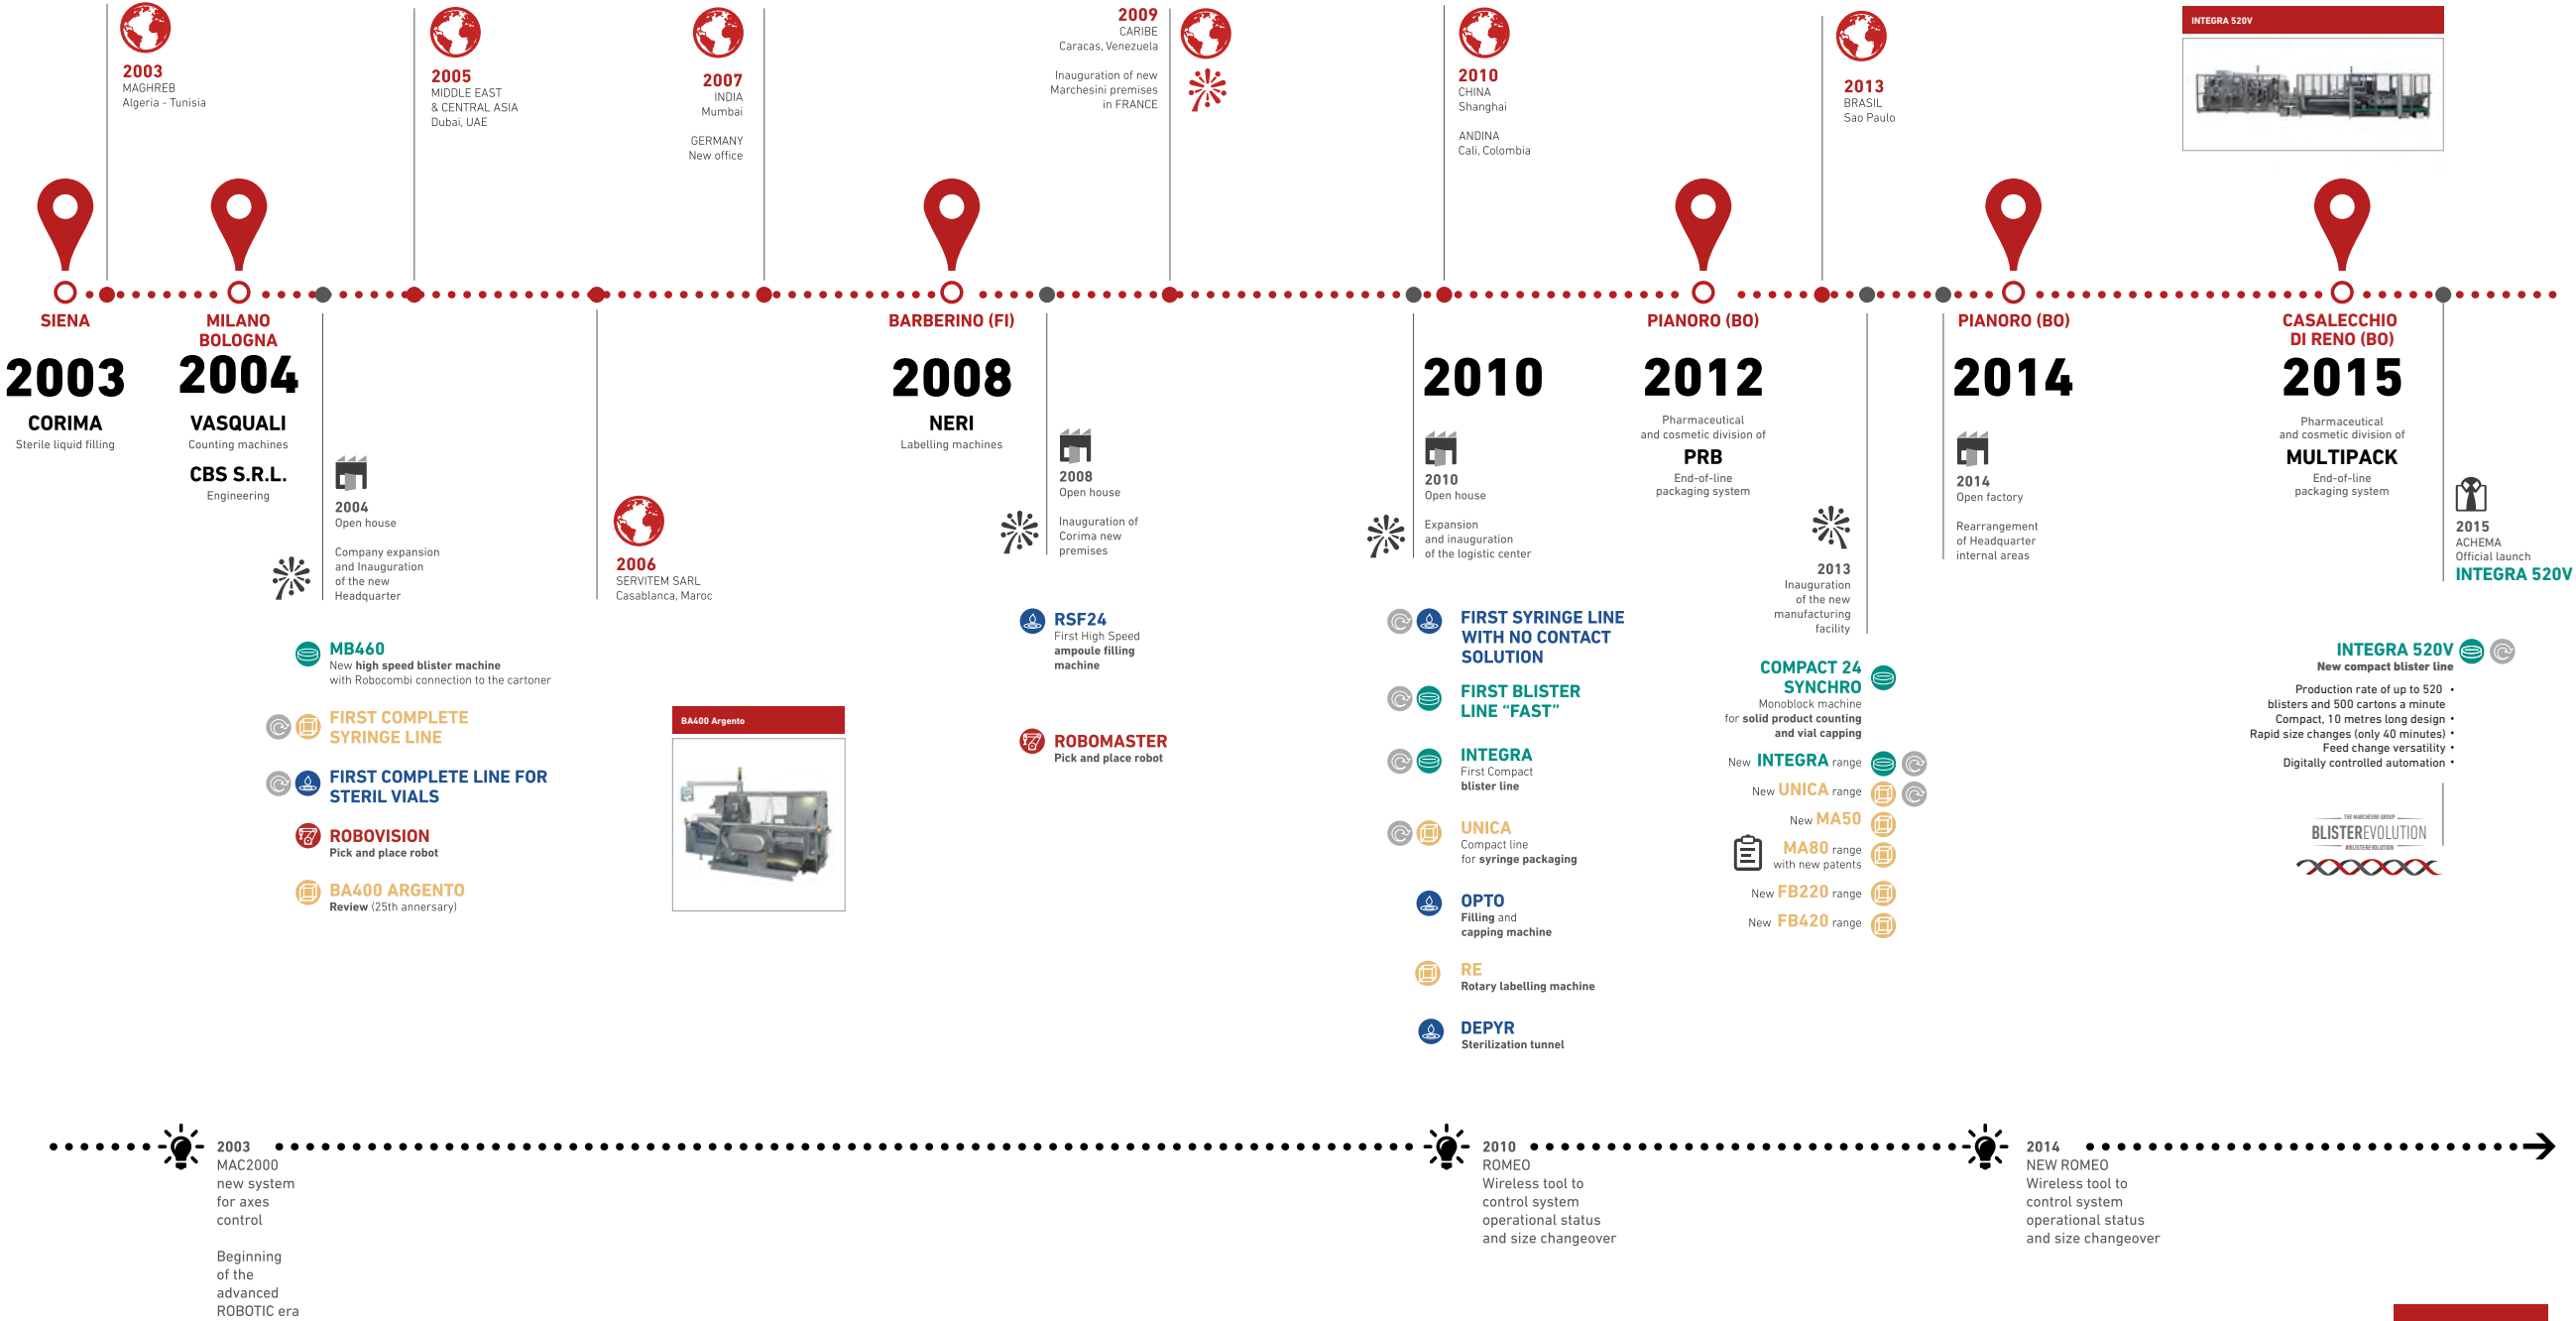 2003
MAGHREB
Algeria - Tunisia
2005
MIDDLE EAST
& CENTRAL ASIA
Dubai, UAE
2007
INDIA
Mumbai
GERMANY
New office
2009
CARIBE
Caracas, Venezuela
Inauguration of new
Marchesini premises
in FRANCE
2010
CHINA
Shanghai
ANDINA
Cali, Colombia
2013
BRASIL
Sao Paulo
INTEGRA 520V
SIENA
2003
CORIMA
Sterile liquid filling
MILANO
BOLOGNA
2004
VASQUALI
Counting machines
CBS S.R.L.
Engineering
2004
Open house
Company expansion
and Inauguration
of the new
Headquarter
MB460
New high speed blister machine
with Robocombi connection to the cartoner
FIRST COMPLETE
SYRINGE LINE
FIRST COMPLETE LINE FOR
STERIL VIALS
ROBOVISION
Pick and place robot
BA400 ARGENTO
Review (25th annersary)
2006
SERVITEM SARL
Casablanca, Maroc
BA400 Argento
BARBERINO (FI)
2008
NERI
Labelling machines
2008
Open house
Inauguration of
Corima new
premises
RSF24
First High Speed
ampoule filling
machine
ROBOMASTER
Pick and place robot
2010
2010
Open house
Expansion
and inauguration
of the logistic center
FIRST SYRINGE LINE
WITH NO CONTACT
SOLUTION
FIRST BLISTER
LINE “FAST”
INTEGRA
First Compact
blister line
UNICA
Compact line
for syringe packaging
OPTO
Filling and
capping machine
RE
Rotary labelling machine
DEPYR
Sterilization tunnel
PIANORO (BO)
2012
Pharmaceutical
and cosmetic division of
PRB
End-of-line
packaging system
2013
Inauguration
of the new
manufacturing
facility
COMPACT 24
SYNCHRO
Monoblock machine
for solid product counting
and vial capping
New INTEGRA range
New UNICA range
New MA50
MA80 range
with new patents
New FB220 range
New FB420 range
PIANORO (BO)
2014
2014
Open factory
Rearrangement
of Headquarter
internal areas
CASALECCHIO
DI RENO (BO)
2015
Pharmaceutical
and cosmetic division of
MULTIPACK
End-of-line
packaging system
2015
ACHEMA
Official launch
INTEGRA 520V
INTEGRA 520V
New compact blister line
Production rate of up to 520 •
blisters and 500 cartons a minute
Compact, 10 metres long design •
Rapid size changes (only 40 minutes) •
Feed change versatility •
Digitally controlled automation •
THE MARCHESINI GROUP
BLISTEREVOLUTION
#BLISTEREVOLUTION
2003
MAC2000
new system
for axes
control
Beginning
of the
advanced
ROBOTIC era
2010
ROMEO
Wireless tool to
control system
operational status
and size changeover
2014
NEW ROMEO
Wireless tool to
control system
operational status
and size changeover